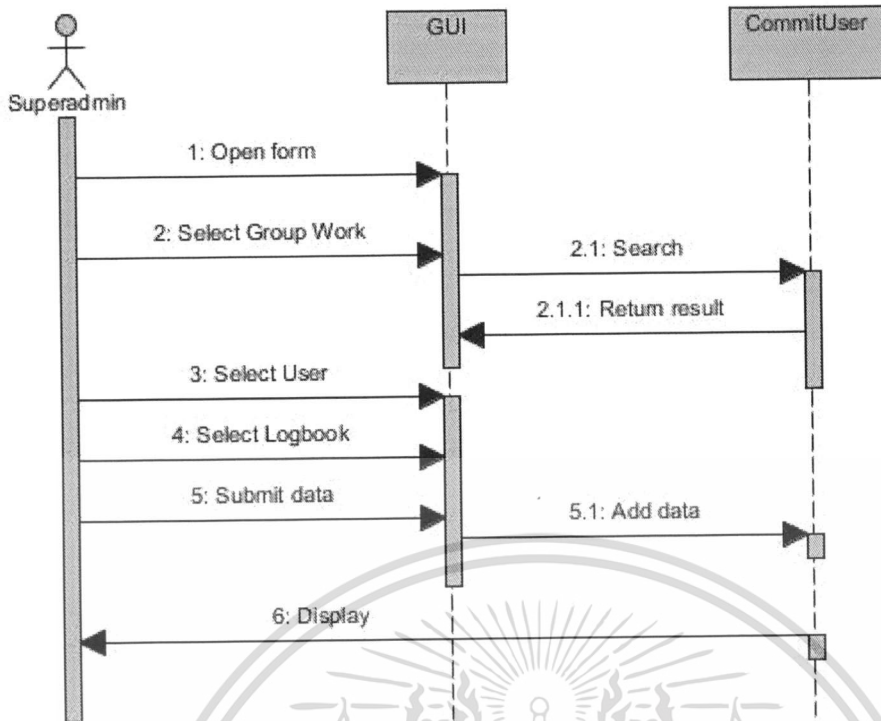 GUI
CommitUser
Superadmin
1: Open form
2: Select Group Work
2.1: Search
2.1.1: Return result
3: Select User
4: Select Logbook
5: Submit data
5.1: Add data
6: Display